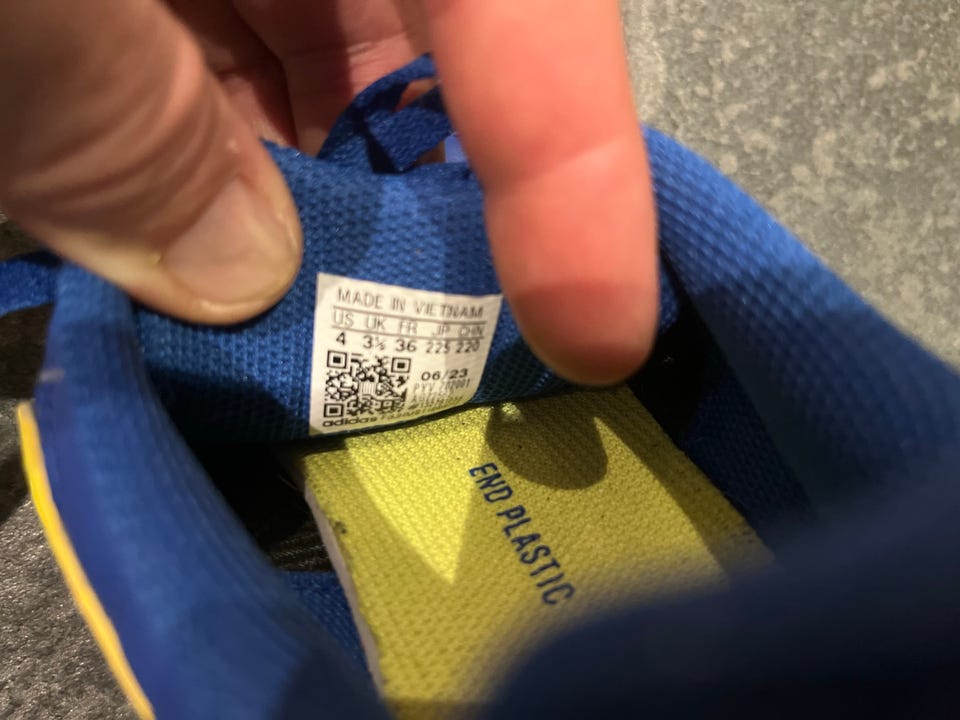 MADE IN VIETNAM
US UK FR JP CHN
4 3½ 36 225 220
06/23
adidas
END PLASTIC